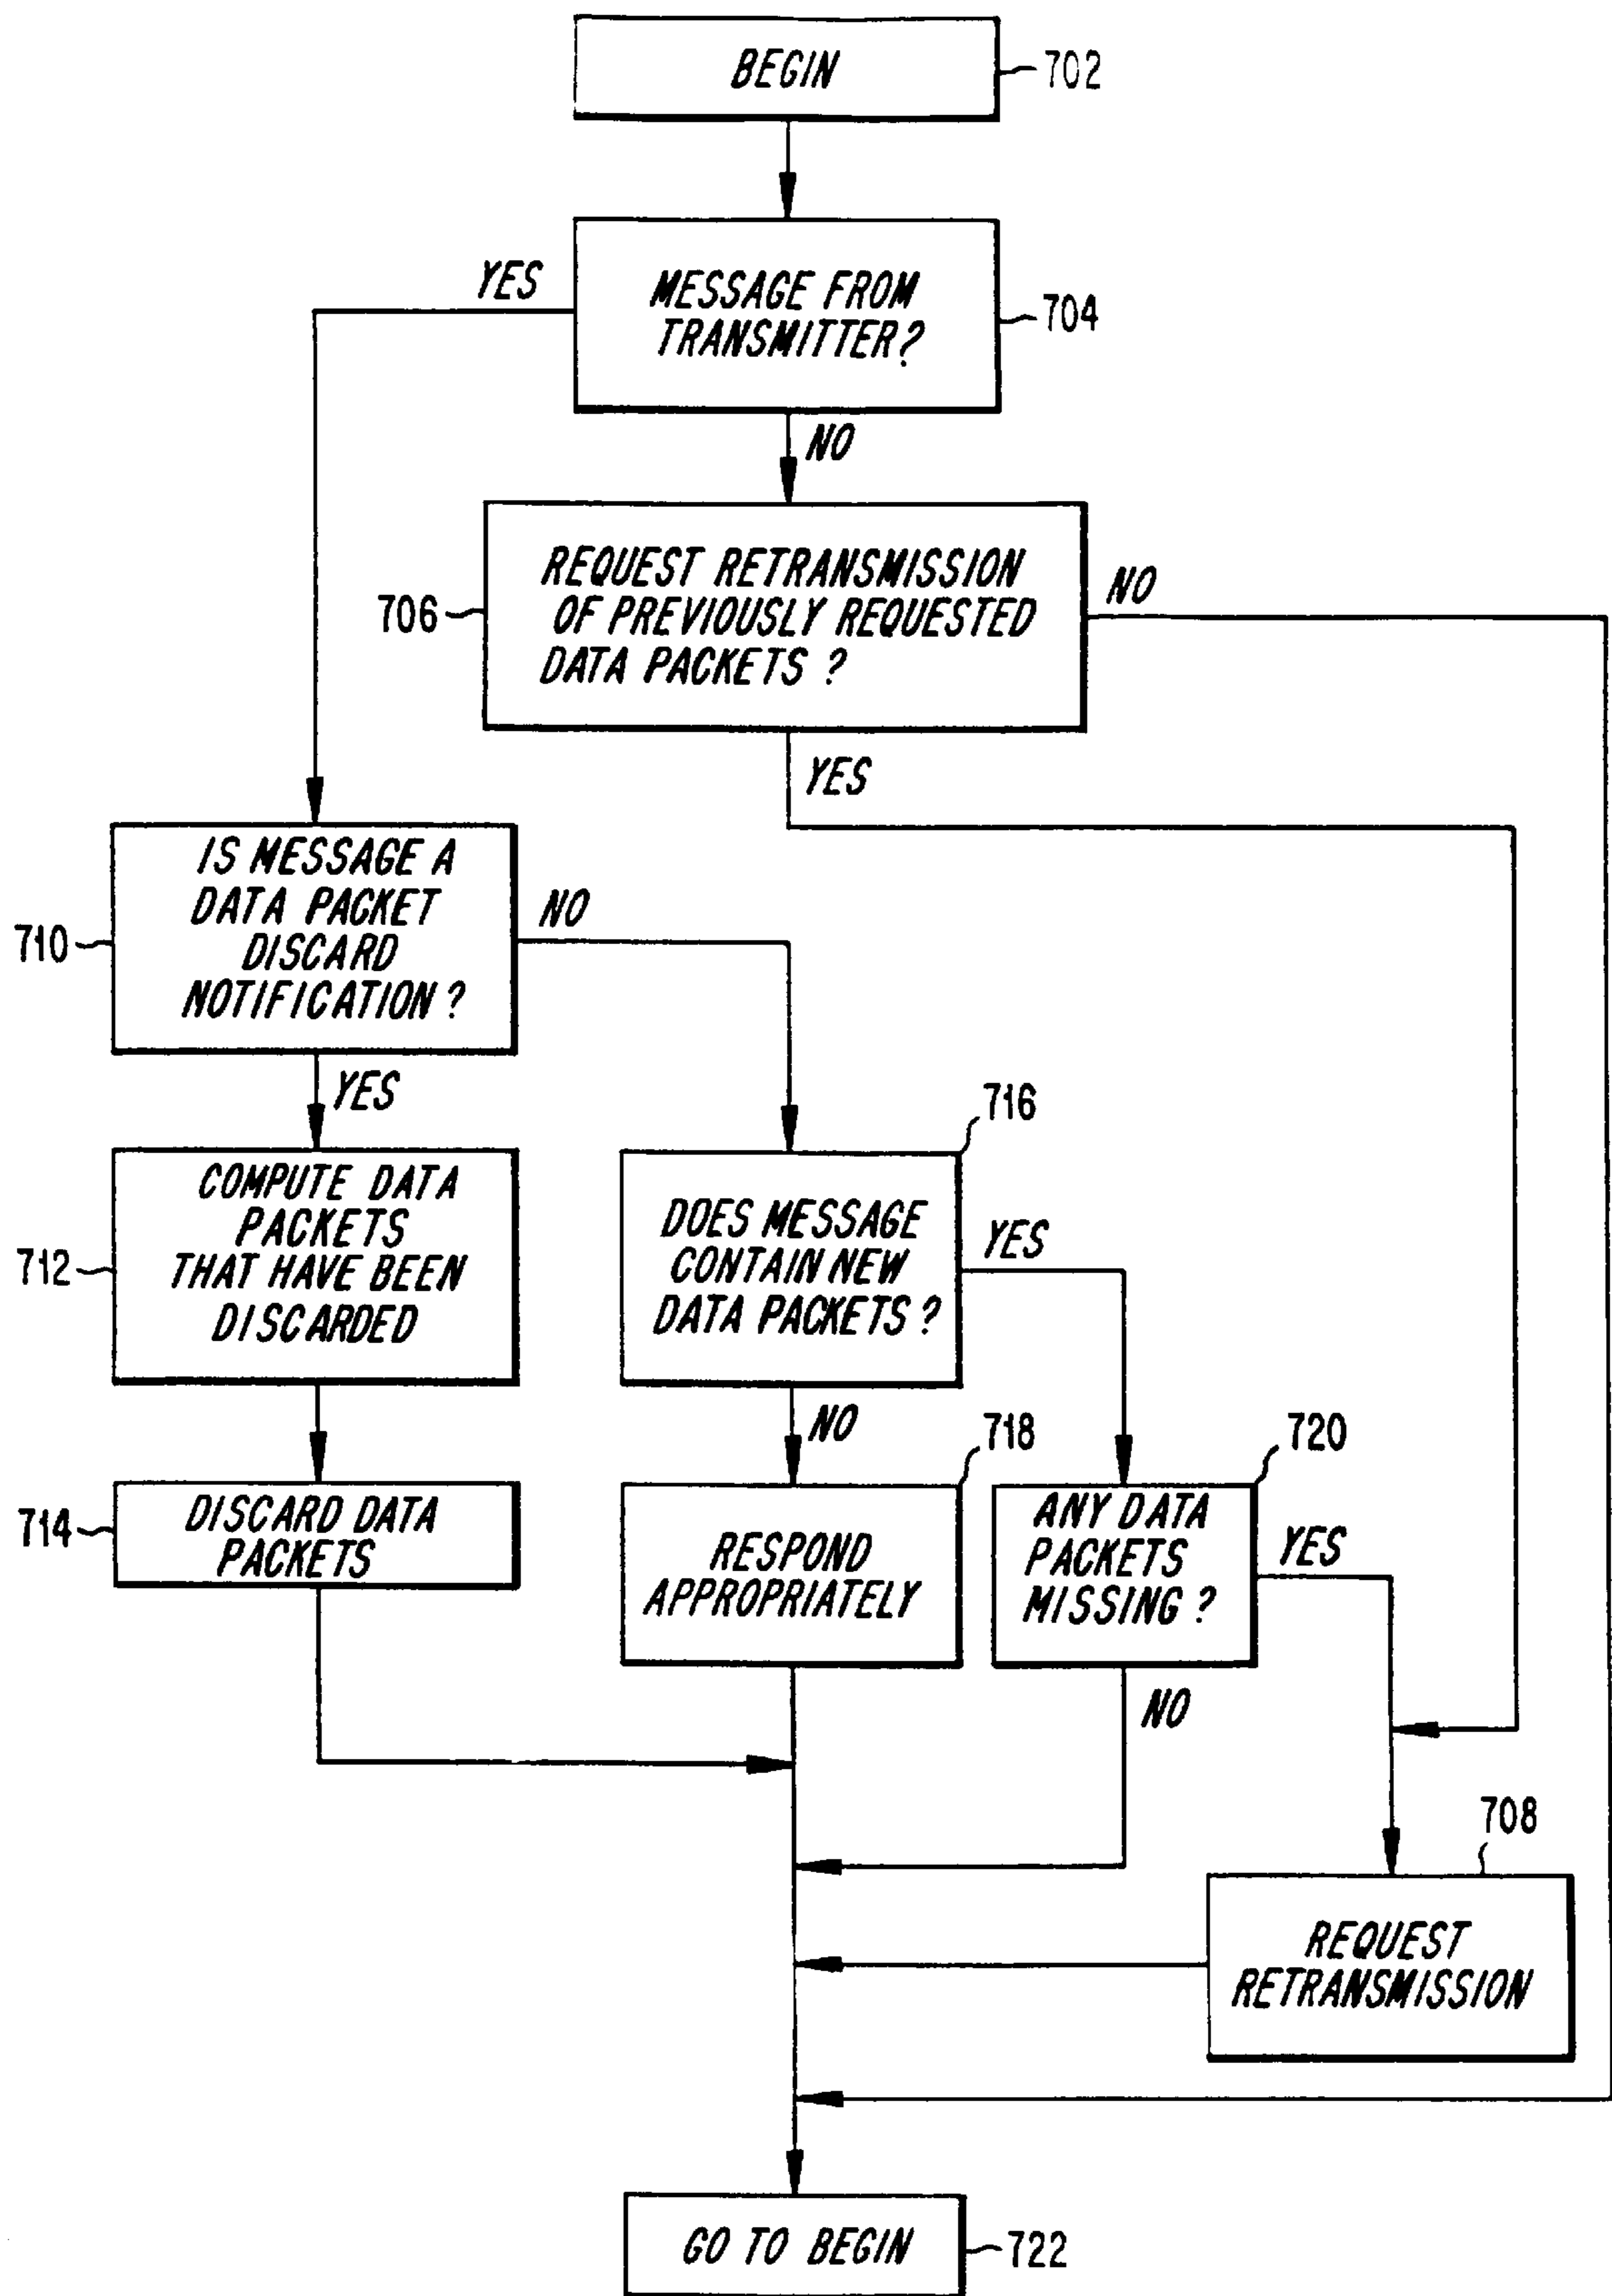 BEGIN
702
MESSAGE FROM
TRANSMITTER?
704
YES
NO
REQUEST RETRANSMISSION
OF PREVIOUSLY REQUESTED
DATA PACKETS ?
706
NO
YES
IS MESSAGE A
DATA PACKET
DISCARD
NOTIFICATION ?
710
NO
YES
COMPUTE DATA
PACKETS
THAT HAVE BEEN
DISCARDED
712
716
DOES MESSAGE
CONTAIN NEW
DATA PACKETS ?
YES
NO
DISCARD DATA
PACKETS
714
718
RESPOND
APPROPRIATELY
720
ANY DATA
PACKETS
MISSING ?
YES
NO
708
REQUEST
RETRANSMISSION
GO TO BEGIN
722